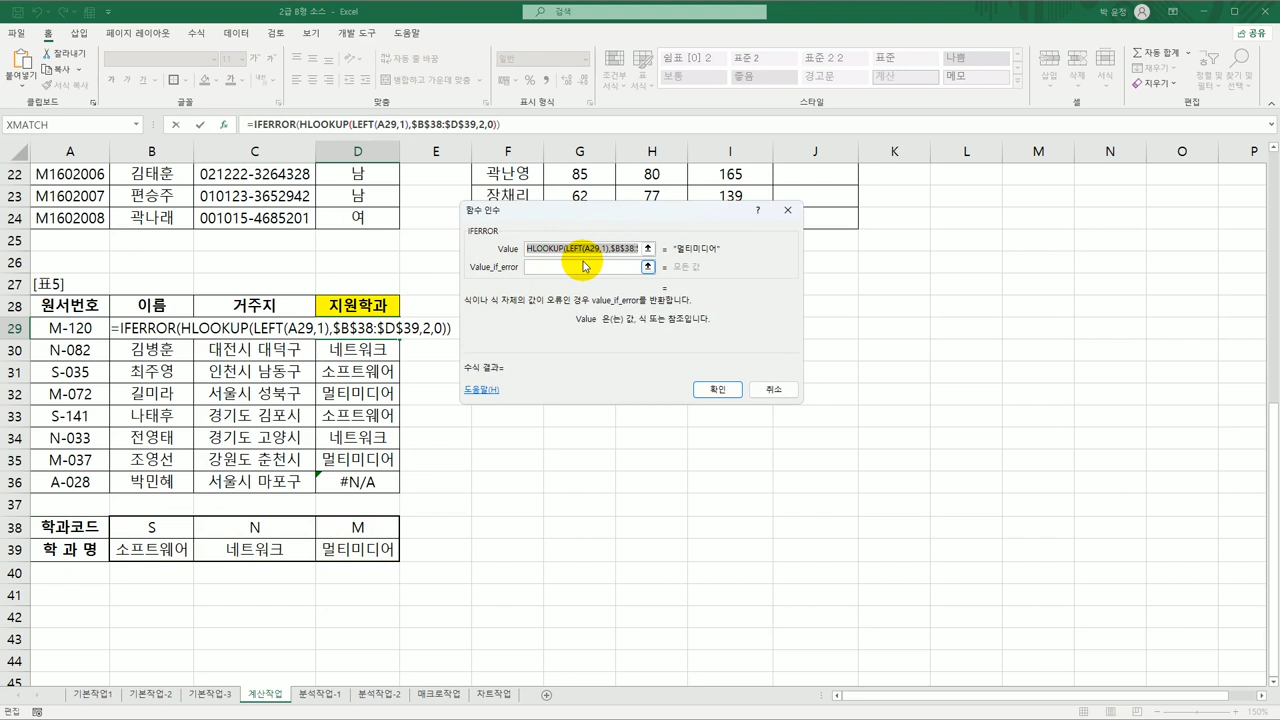 2급 B형 소스 - Excel
검색
박 윤정
파일 홈 삽입 페이지 레이아웃 수식 데이터 검토 보기 개발 도구 도움말
공유
붙여넣기
잘라내기
복사
서식 복사
클립보드
11
가 가 가
글꼴
병합하고 가운데 맞춤
맞춤
일반
표시 형식
조건부 서식
표 서식
쉼표 [0] 2 표준 2 표준 2 2 표준 나쁨
보통 좋음 경고문 계산 메모
스타일
삽입 삭제 서식
셀
자동 합계
채우기
지우기
정렬 및 필터
찾기 및 선택
편집
XMATCH
fx
=IFERROR(HLOOKUP(LEFT(A29,1),$B$38:$D$39,2,0))
A B C D E F G H I J K L M N O P
22 M1602006 김태훈 021222-3264328 남 곽난영 85 80 165
23 M1602007 편승주 010123-3652942 남 장채리 62 77 139
24 M1602008 곽나래 001015-4685201 여
25
26
27 [표5]
28 원서번호 이름 거주지 지원학과
29 M-120 =IFERROR(HLOOKUP(LEFT(A29,1),$B$38:$D$39,2,0))
30 N-082 김병훈 대전시 대덕구 네트워크
31 S-035 최주영 인천시 남동구 소프트웨어
32 M-072 길미라 서울시 성북구 멀티미디어
33 S-141 나태후 경기도 김포시 소프트웨어
34 N-033 전영태 경기도 고양시 네트워크
35 M-037 조영선 강원도 춘천시 멀티미디어
36 A-028 박민혜 서울시 마포구 #N/A
37
38 학과코드 S N M
39 학 과 명 소프트웨어 네트워크 멀티미디어
40
41
42
43
44
45
함수 인수
?
IFERROR
Value HLOOKUP(LEFT(A29,1),$B$38: = "멀티미디어"
Value_if_error = 모든 값
=
식이나 식 자체의 값이 오류인 경우 value_if_error를 반환합니다.
Value 은(는) 값, 식 또는 참조입니다.
수식 결과=
도움말(H)
확인 취소
기본작업1 기본작업-2 기본작업-3 계산작업 분석작업-1 분석작업-2 매크로작업 차트작업
편집
150%